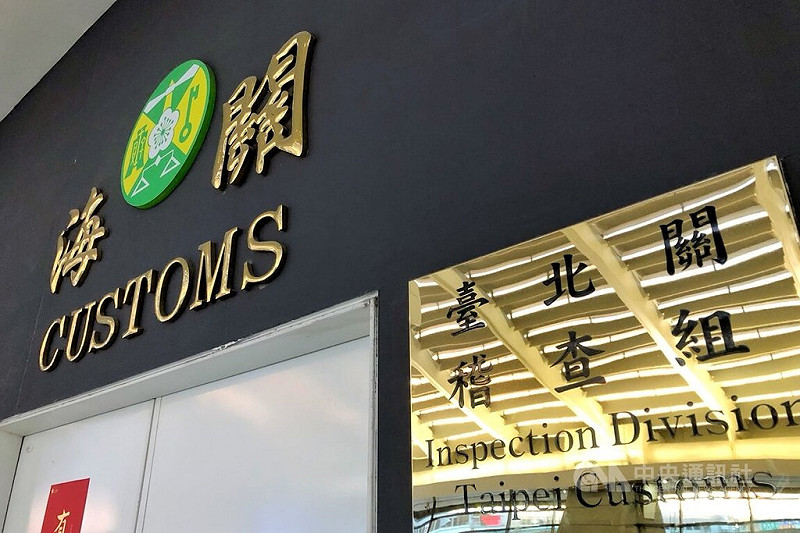 海關
CUSTOMS
臺北關
稽查組
Inspection Division
Taipei Customs
中央通訊社